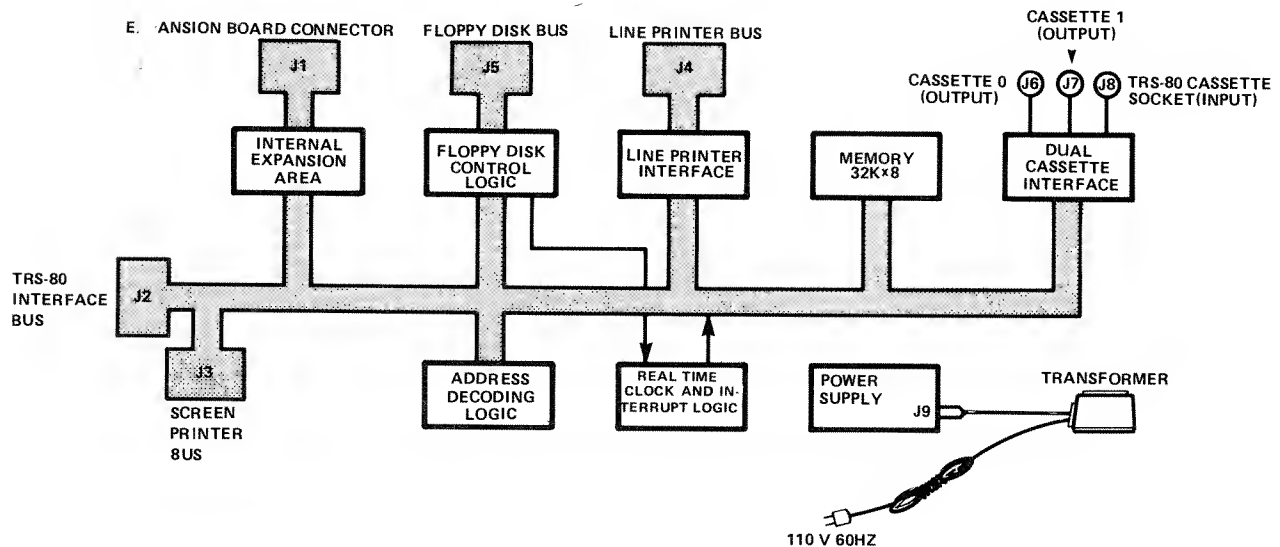 E. ANSION BOARD CONNECTOR
J1
INTERNAL
EXPANSION
AREA
FLOPPY DISK BUS
J5
FLOPPY DISK
CONTROL
LOGIC
LINE PRINTER BUS
J4
LINE PRINTER
INTERFACE
MEMORY
32K×8
CASSETTE 1
(OUTPUT)
CASSETTE 0
(OUTPUT)
J6
J7
J8
TRS-80 CASSETTE
SOCKET(INPUT)
DUAL
CASSETTE
INTERFACE
TRS-80
INTERFACE
BUS
J2
J3
SCREEN
PRINTER
8US
ADDRESS
DECODING
LOGIC
REAL TIME
CLOCK AND IN-
TERRUPT LOGIC
POWER
SUPPLY
J9
TRANSFORMER
110 V 60HZ